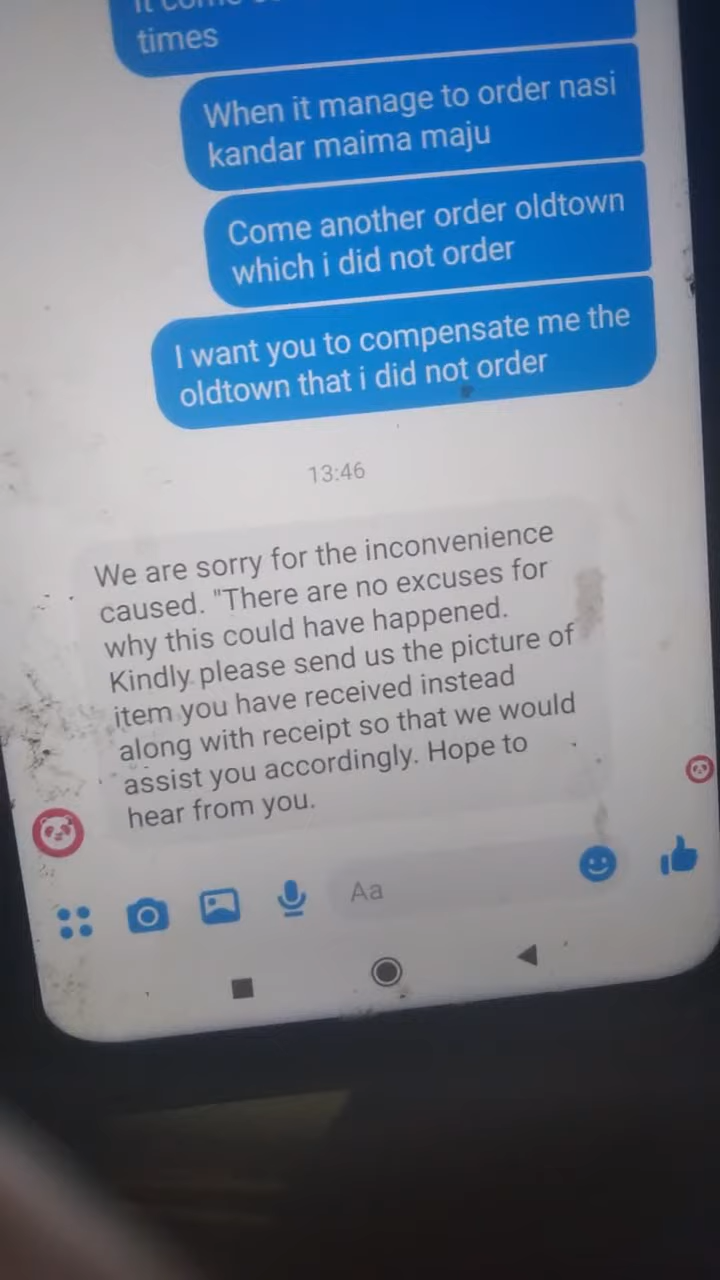 times
When it manage to order nasi
kandar maima maju
Come another order oldtown
which i did not order
I want you to compensate me the
oldtown that i did not order
13:46
We are sorry for the inconvenience
caused. "There are no excuses for
why this could have happened.
Kindly please send us the picture of
item you have received instead
along with receipt so that we would
assist you accordingly. Hope to
hear from you.
Aa